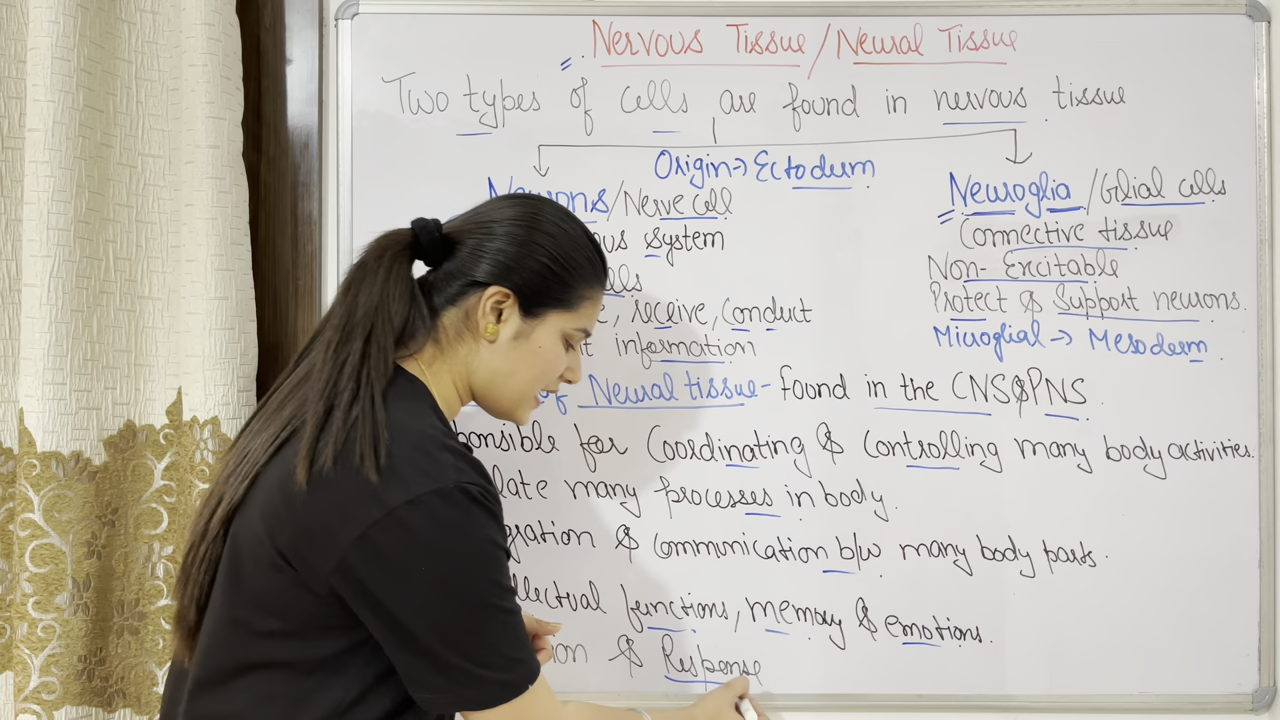 Nervous Tissue/Neural Tissue
Two types of cells are found in nervous tissue
Origin→Ectoderm
Neurons/Nerve cell
system
receive, Conduct
information
Neuroglia/Glial cells
Connective tissue
Non-Excitable
Protect & Support neurons.
Microglial→Mesoderm.
of Neural tissue- found in the CNS&PNS.
for Coordinating & Controlling many body activities.
many processes in body.
& Communication b/w many body parts.
functions, memory & emotions.
& Response